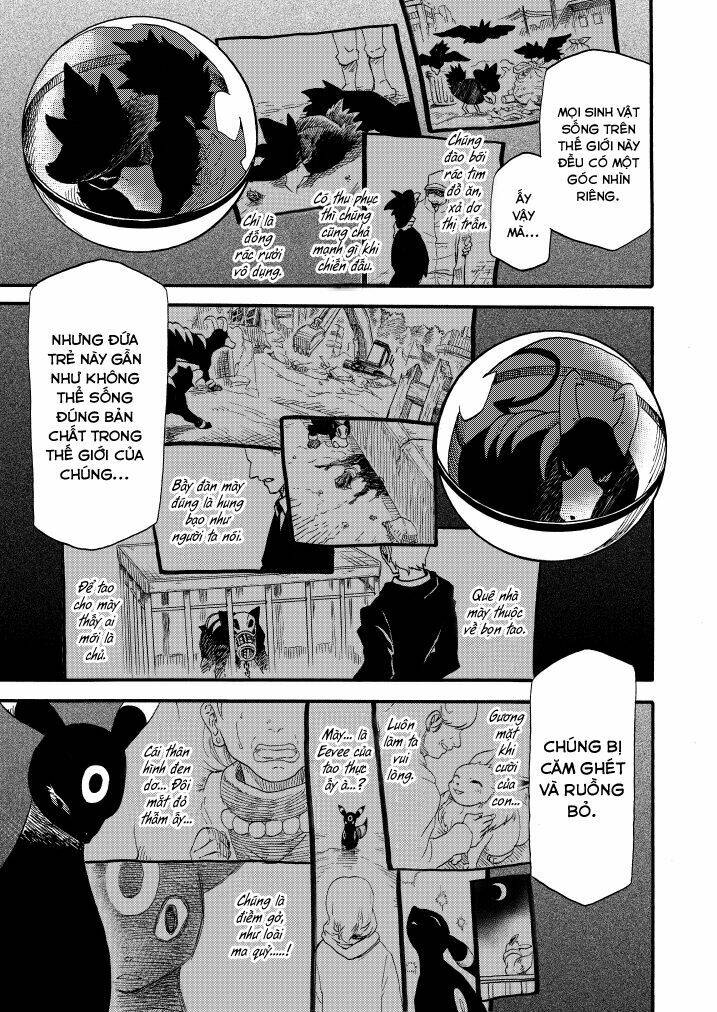 MỌI SINH VẬT
SỐNG TRÊN
THẾ GIỚI NÀY
ĐỀU CÓ MỘT
GÓC NHÌN
RIÊNG.
ẤY
VẬY
MÀ...
Chúng
đào bới
rác tìm
đồ ăn,
xả dơ
thị trấn.
Có thu phục
thì chúng
cũng chả
mạnh gì khi
chiến đấu.
Chỉ là
đống
rác rưởi
vô dụng.
NHƯNG ĐỨA
TRẺ NÀY GẦN
NHƯ KHÔNG
THỂ SỐNG
ĐÚNG BẢN
CHẤT TRONG
THẾ GIỚI CỦA
CHÚNG...
Bầy đàn mày
đúng là hung
bạo như
người ta nói.
Quê nhà
mày thuộc
về bọn tao.
Để tao
cho mày
thấy ai
mới là
chủ.
CHÚNG BỊ
CĂM GHÉT
VÀ RUỒNG
BỎ.
Gương
mặt khi
cười của
con...
Luôn
làm ta
vui
lòng.
Mày... là
Eevee của
tao thực
ấy à...?
Cái thân
hình đen
dơ... Đôi
mắt đỏ
thẫm ấy...
Chúng là
điềm gở,
như loài
ma quỷ.....!